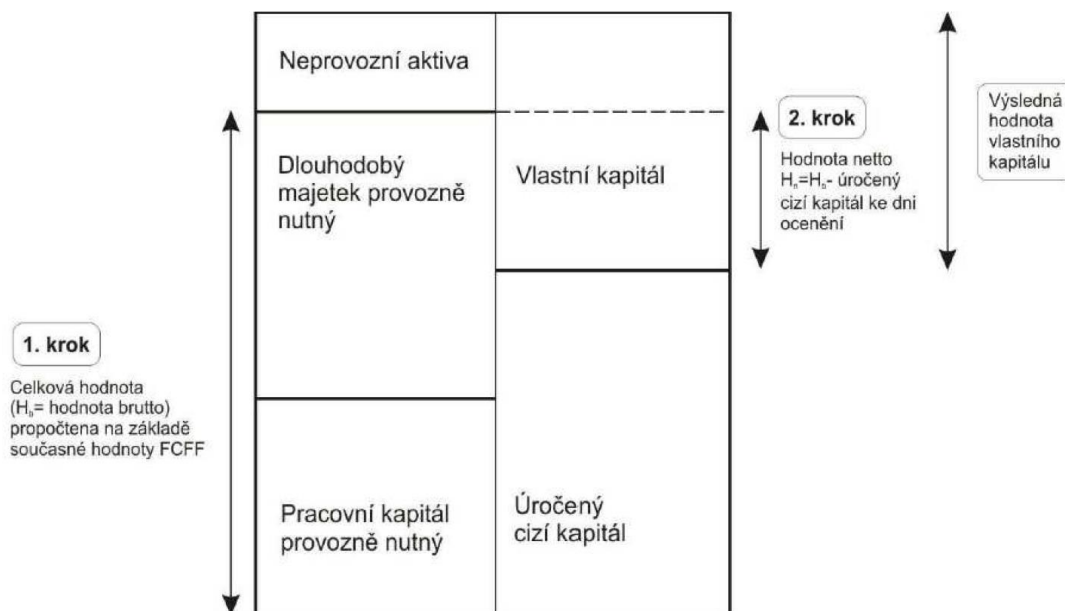 Neprovozní aktiva
Dlouhodobý
majetek provozně
nutný
Vlastní kapitál
2. krok
Hodnota netto
Hₙ=H_b- úročený
cizí kapitál ke dni
ocenění
Výsledná
hodnota
vlastního
kapitálu
1. krok
Celková hodnota
(H_b= hodnota brutto)
propočtena na základě
současné hodnoty FCFF
Pracovní kapitál
provozně nutný
Úročený
cizí kapitál